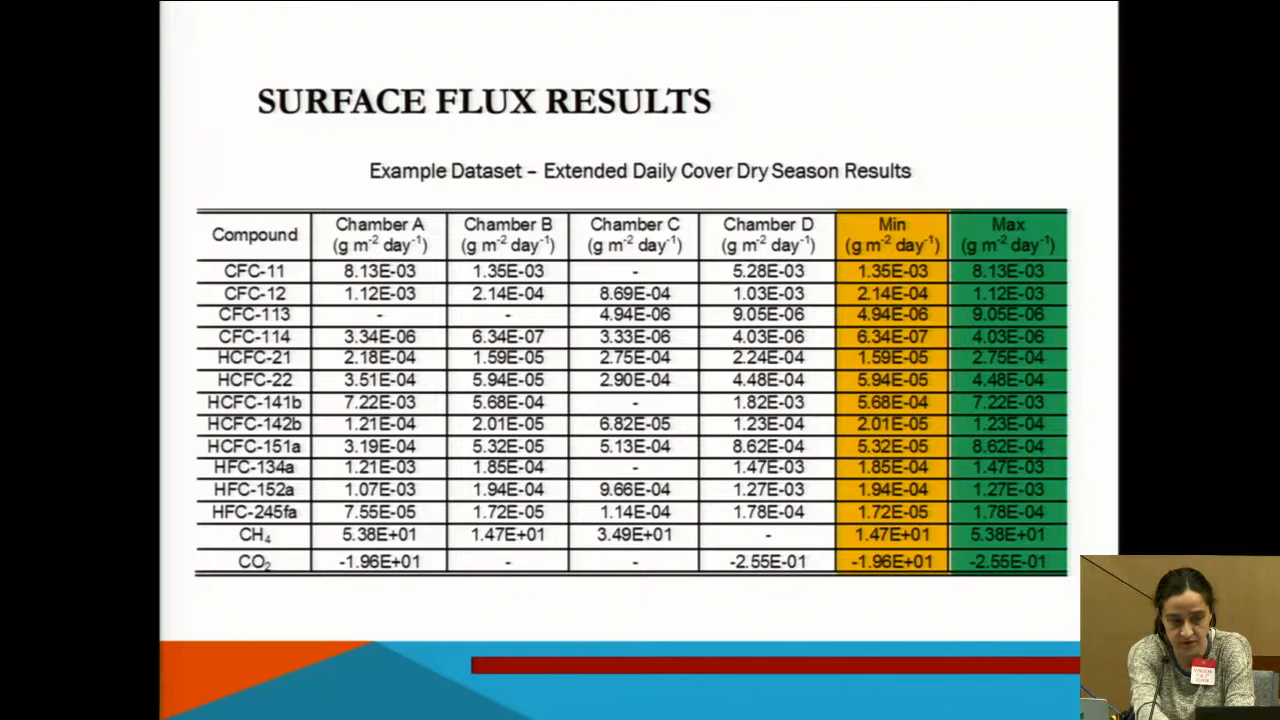 SURFACE FLUX RESULTS
Example Dataset – Extended Daily Cover Dry Season Results
Compound Chamber A (g m⁻² day⁻¹) Chamber B (g m⁻² day⁻¹) Chamber C (g m⁻² day⁻¹) Chamber D (g m⁻² day⁻¹) Min (g m⁻² day⁻¹) Max (g m⁻² day⁻¹)
CFC-11 8.13E-03 1.35E-03 - 5.28E-03 1.35E-03 8.13E-03
CFC-12 1.12E-03 2.14E-04 8.69E-04 1.03E-03 2.14E-04 1.12E-03
CFC-113 - - 4.94E-06 9.05E-06 4.94E-06 9.05E-06
CFC-114 3.34E-06 6.34E-07 3.33E-06 4.03E-06 6.34E-07 4.03E-06
HCFC-21 2.18E-04 1.59E-05 2.75E-04 2.24E-04 1.59E-05 2.75E-04
HCFC-22 3.51E-04 5.94E-05 2.90E-04 4.48E-04 5.94E-05 4.48E-04
HCFC-141b 7.22E-03 5.68E-04 - 1.82E-03 5.68E-04 7.22E-03
HCFC-142b 1.21E-04 2.01E-05 6.82E-05 1.23E-04 2.01E-05 1.23E-04
HCFC-151a 3.19E-04 5.32E-05 5.13E-04 8.62E-04 5.32E-05 8.62E-04
HFC-134a 1.21E-03 1.85E-04 - 1.47E-03 1.85E-04 1.47E-03
HFC-152a 1.07E-03 1.94E-04 9.66E-04 1.27E-03 1.94E-04 1.27E-03
HFC-245fa 7.55E-05 1.72E-05 1.14E-04 1.78E-04 1.72E-05 1.78E-04
CH₄ 5.38E+01 1.47E+01 3.49E+01 - 1.47E+01 5.38E+01
CO₂ -1.96E+01 - - -2.55E-01 -1.96E+01 -2.55E-01
VISITOR